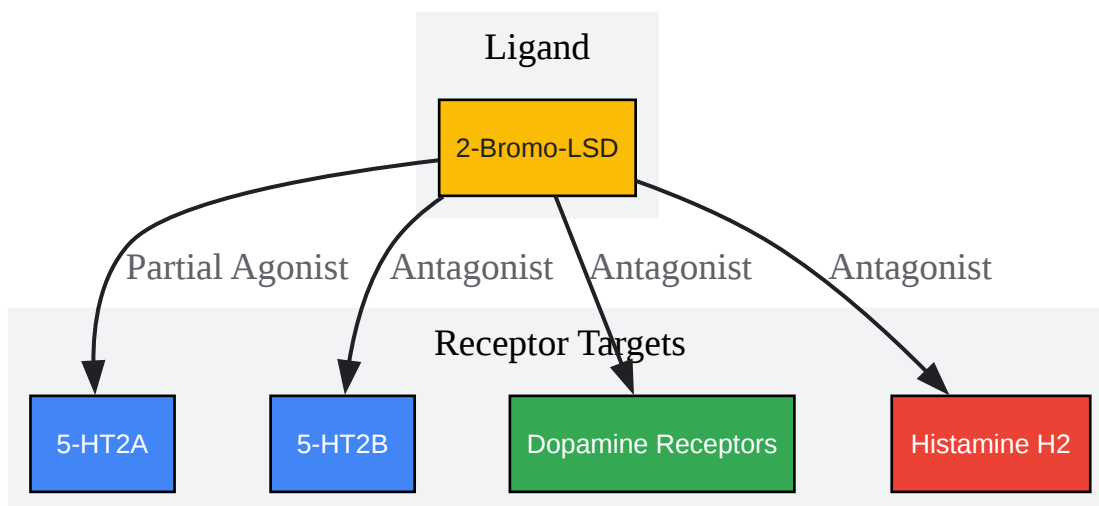 Ligand
2-Bromo-LSD
Partial Agonist
Antagonist
Antagonist
Antagonist
Receptor Targets
5-HT2A
5-HT2B
Dopamine Receptors
Histamine H2